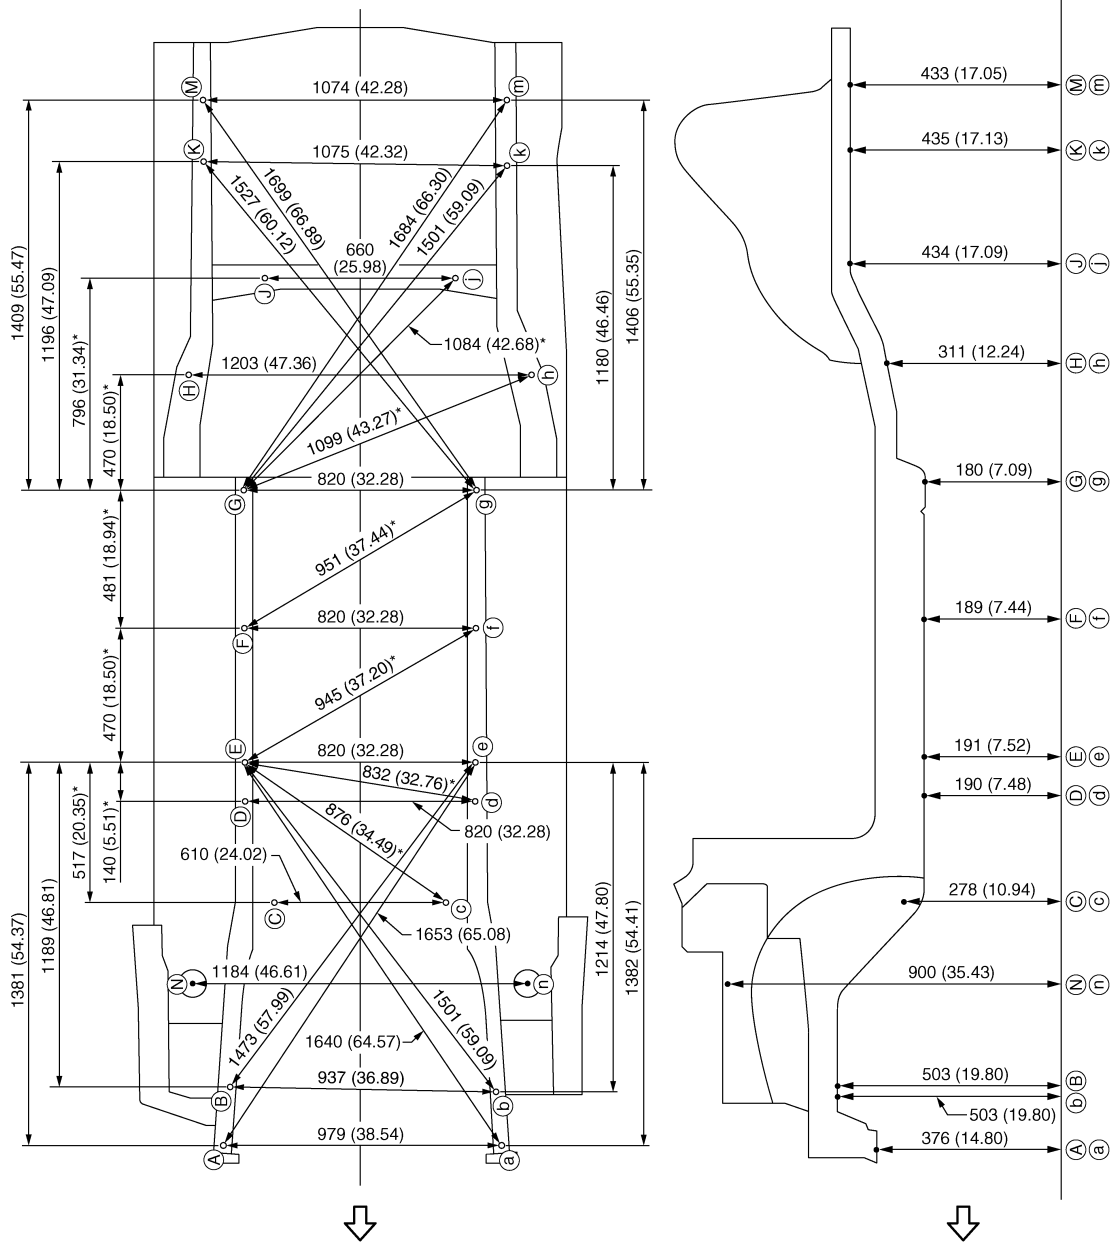 M
m
1074 (42.28)
K
k
1075 (42.32)
1699 (66.89)
1527 (60.12)
1684 (66.30)
1501 (59.09)
660
(25.98)
J
j
1084 (42.68)*
1203 (47.36)
H
h
1099 (43.27)*
820 (32.28)
G
g
1409 (55.47)
1196 (47.09)
796 (31.34)*
470 (18.50)*
1180 (46.46)
1406 (55.35)
481 (18.94)*
951 (37.44)*
820 (32.28)
F
f
470 (18.50)*
945 (37.20)*
E
e
820 (32.28)
832 (32.76)*
D
d
820 (32.28)
876 (34.49)*
610 (24.02)
C
c
1653 (65.08)
1381 (54.37)
1189 (46.81)
517 (20.35)*
140 (5.51)*
1214 (47.80)
1382 (54.41)
N
n
1184 (46.61)
1473 (57.99)
1501 (59.09)
1640 (64.57)
937 (36.89)
B
b
979 (38.54)
A
a
433 (17.05)
M m
435 (17.13)
K k
434 (17.09)
J j
311 (12.24)
H h
180 (7.09)
G g
189 (7.44)
F f
191 (7.52)
E e
190 (7.48)
D d
278 (10.94)
C c
900 (35.43)
N n
503 (19.80)
B
b
503 (19.80)
376 (14.80)
A a